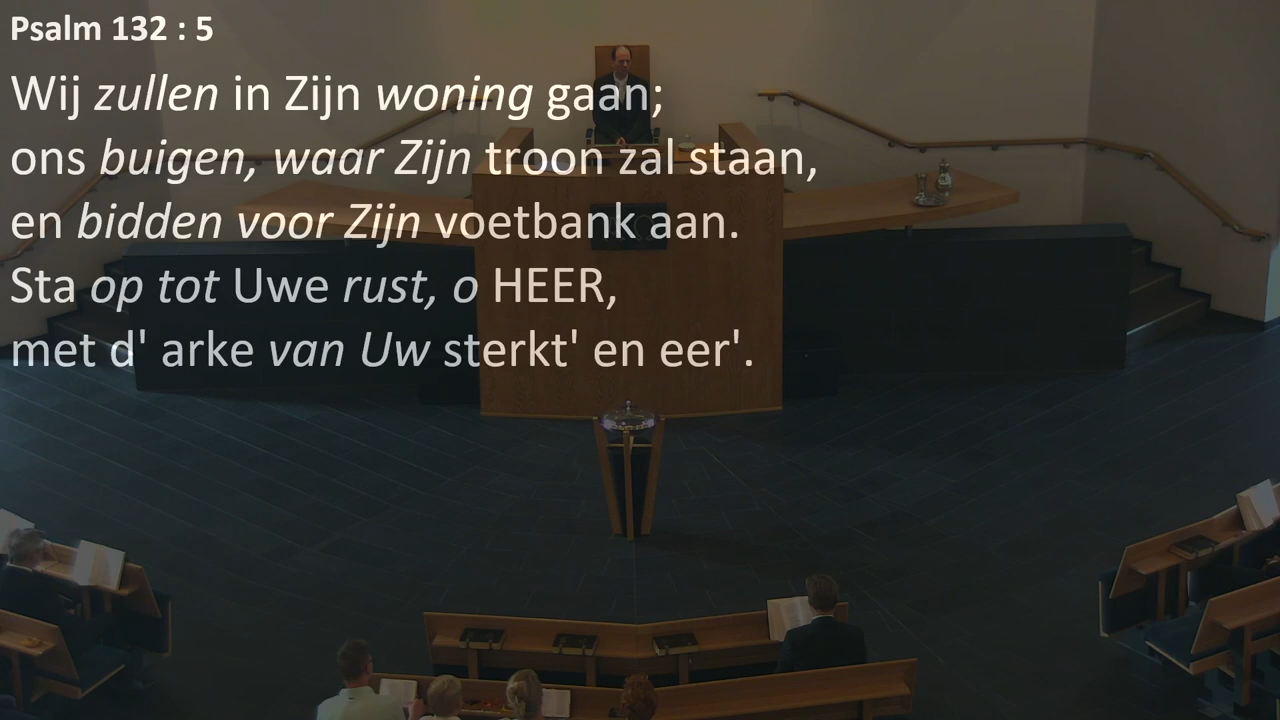 Psalm 132 : 5
Wij zullen in Zijn woning gaan;
ons buigen, waar Zijn troon zal staan,
en bidden voor Zijn voetbank aan.
Sta op tot Uwe rust, o HEER,
met d' arke van Uw sterkt' en eer'.